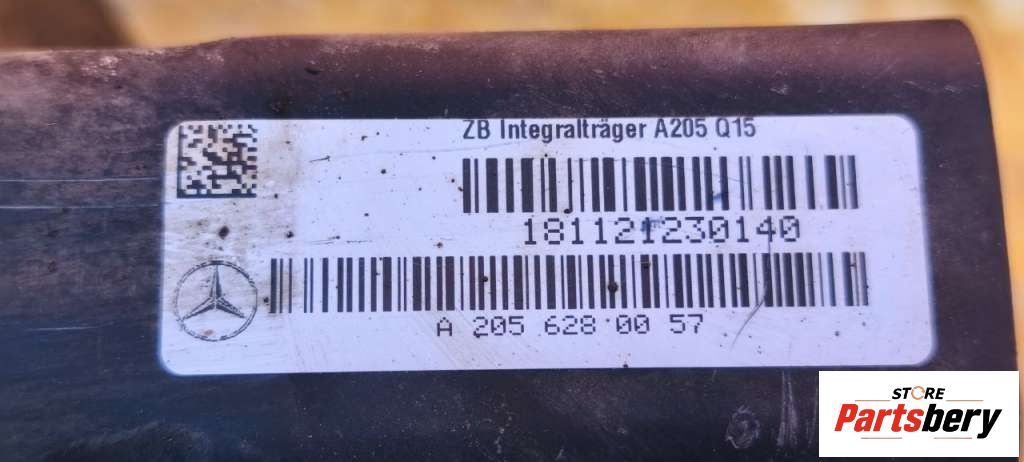 ZB Integralträger A205 Q15
181121230140
A 205 628 00 57
STORE
Partsbery